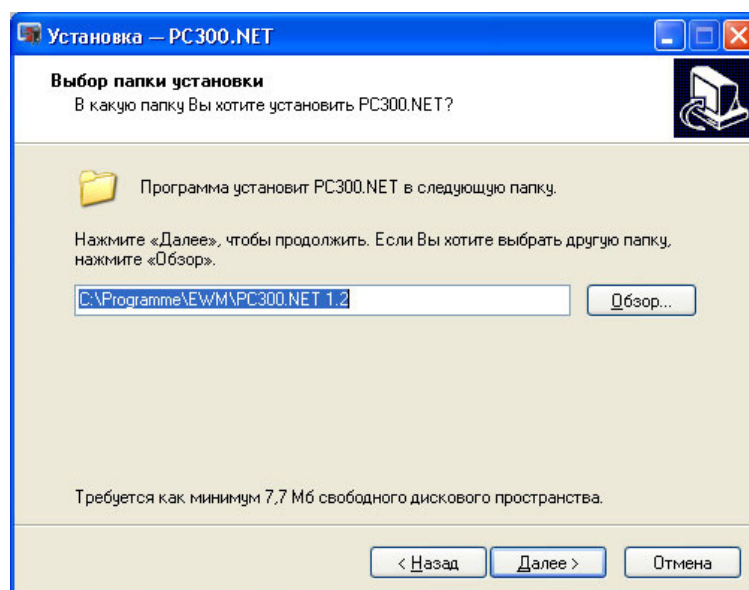 Установка — PC300.NET
Выбор папки установки
В какую папку Вы хотите установить PC300.NET?
Программа установит PC300.NET в следующую папку.
Нажмите «Далее», чтобы продолжить. Если Вы хотите выбрать другую папку,
нажмите «Обзор».
C:\Programme\EWM\PC300.NET 1.2
Обзор...
Требуется как минимум 7,7 Мб свободного дискового пространства.
< Назад
Далее >
Отмена